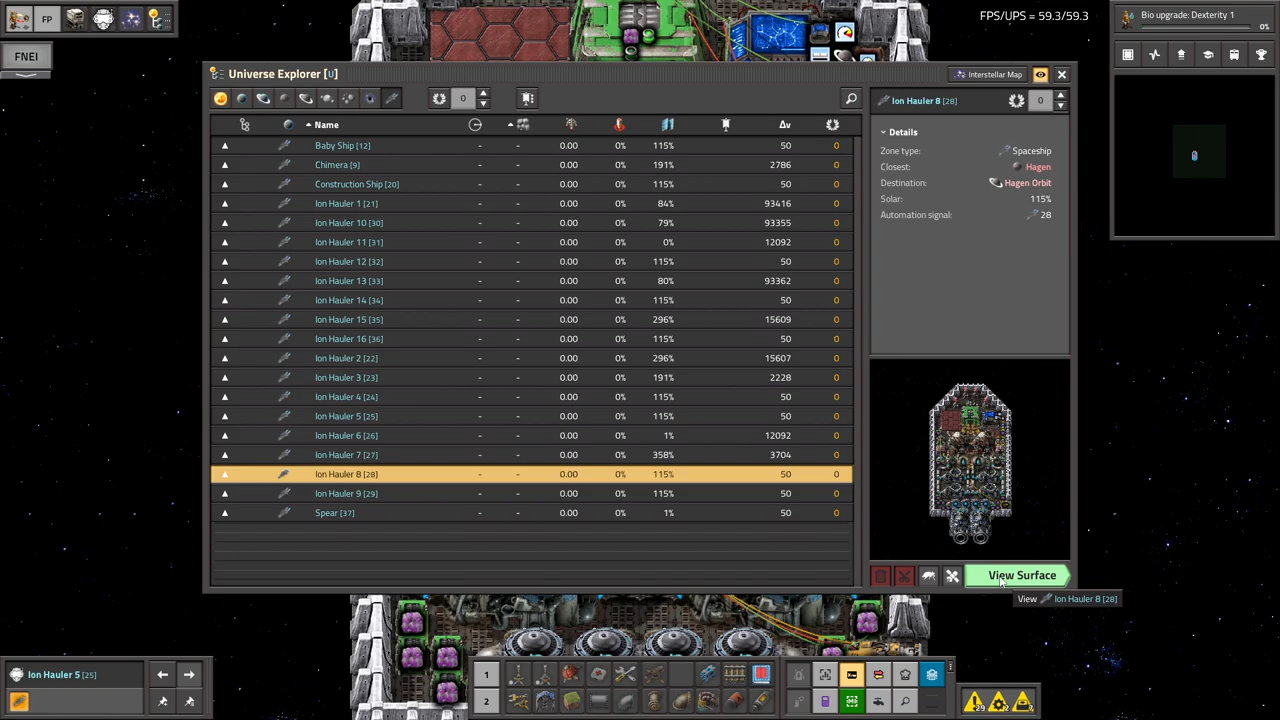 FP
FPS/UPS = 59.3/59.3
Bio upgrade: Dexterity 1
0%
FNEI
Universe Explorer [U]
Interstellar Map
0
Name
Δv
Baby Ship [12] - - 0.00 0% 115% 50 0
Chimera [9] - - 0.00 0% 191% 2786 0
Construction Ship [20] - - 0.00 0% 115% 50 0
Ion Hauler 1 [21] - - 0.00 0% 84% 93416 0
Ion Hauler 10 [30] - - 0.00 0% 79% 93355 0
Ion Hauler 11 [31] - - 0.00 0% 0% 12092 0
Ion Hauler 12 [32] - - 0.00 0% 115% 50 0
Ion Hauler 13 [33] - - 0.00 0% 80% 93362 0
Ion Hauler 14 [34] - - 0.00 0% 115% 50 0
Ion Hauler 15 [35] - - 0.00 0% 296% 15609 0
Ion Hauler 16 [36] - - 0.00 0% 115% 50 0
Ion Hauler 2 [22] - - 0.00 0% 296% 15607 0
Ion Hauler 3 [23] - - 0.00 0% 191% 2228 0
Ion Hauler 4 [24] - - 0.00 0% 115% 50 0
Ion Hauler 5 [25] - - 0.00 0% 115% 50 0
Ion Hauler 6 [26] - - 0.00 0% 1% 12092 0
Ion Hauler 7 [27] - - 0.00 0% 358% 3704 0
Ion Hauler 8 [28] - - 0.00 0% 115% 50 0
Ion Hauler 9 [29] - - 0.00 0% 115% 50 0
Spear [37] - - 0.00 0% 1% 50 0
Ion Hauler 8 [28] 0
Details
Zone type: Spaceship
Closest: Hagen
Destination: Hagen Orbit
Solar: 115%
Automation signal: 28
View Surface
View Ion Hauler 8 [28]
Ion Hauler 5 [25]
1
2